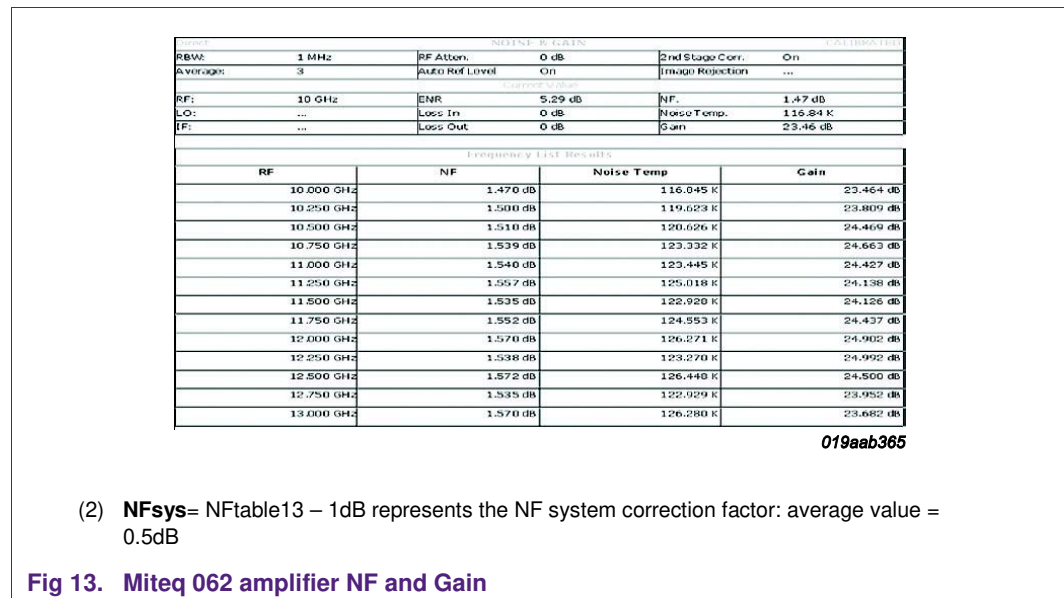 Direct NOISE & GAIN CALIBRATED
RBW: 1 MHz RF Atten. 0 dB 2nd Stage Corr. On
Average: 3 Auto Ref Level On Image Rejection ...
Current Value
RF: 10 GHz ENR 5.29 dB NF. 1.47 dB
LO: ... Loss In 0 dB Noise Temp. 116.84 K
IF: ... Loss Out 0 dB Gain 23.46 dB
Frequency List Results
RF NF Noise Temp Gain
10.000 GHz 1.470 dB 116.845 K 23.464 dB
10.250 GHz 1.500 dB 119.623 K 23.809 dB
10.500 GHz 1.510 dB 120.626 K 24.469 dB
10.750 GHz 1.539 dB 123.332 K 24.663 dB
11.000 GHz 1.540 dB 123.445 K 24.427 dB
11.250 GHz 1.557 dB 125.018 K 24.138 dB
11.500 GHz 1.535 dB 122.928 K 24.126 dB
11.750 GHz 1.552 dB 124.553 K 24.437 dB
12.000 GHz 1.570 dB 126.271 K 24.902 dB
12.250 GHz 1.538 dB 123.270 K 24.992 dB
12.500 GHz 1.572 dB 126.448 K 24.500 dB
12.750 GHz 1.535 dB 122.929 K 23.952 dB
13.000 GHz 1.570 dB 126.280 K 23.682 dB
019aab365
(2) NFsys= NFtable13 – 1dB represents the NF system correction factor: average value =
0.5dB
Fig 13. Miteq 062 amplifier NF and Gain